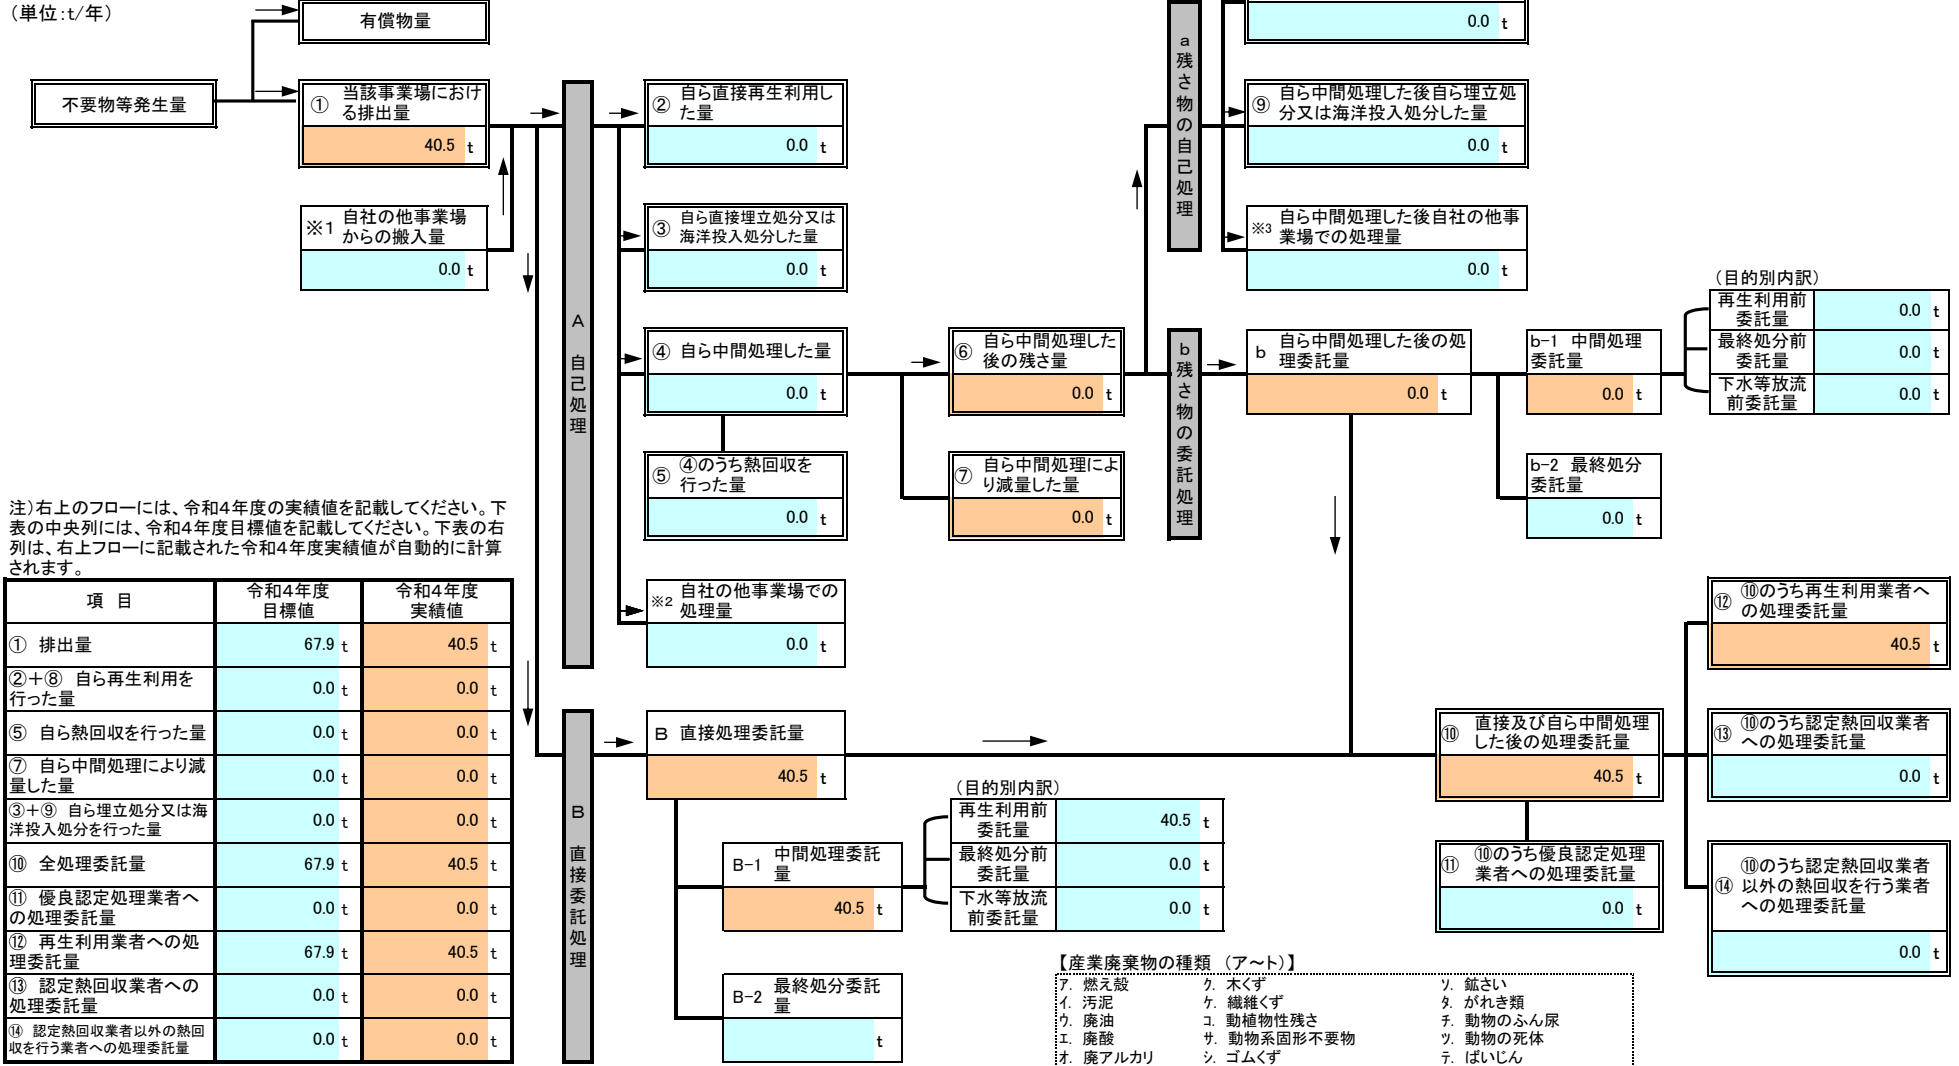 （単位：t/年）
有償物量
不要物等発生量
① 当該事業場におけ
る排出量
40.5 t
※1 自社の他事業場
からの搬入量
0.0 t
A 自己処理
② 自ら直接再生利用し
た量
0.0 t
③ 自ら直接埋立処分又は
海洋投入処分した量
0.0 t
④ 自ら中間処理した量
0.0 t
⑤ ④のうち熱回収を
行った量
0.0 t
※2 自社の他事業場での
処理量
0.0 t
⑥ 自ら中間処理した
後の残さ量
0.0 t
⑦ 自ら中間処理によ
り減量した量
0.0 t
a 残さ物の自己処理
0.0 t
⑨ 自ら中間処理した後自ら埋立処
分又は海洋投入処分した量
0.0 t
※3 自ら中間処理した後自社の他事
業場での処理量
0.0 t
b 残さ物の委託処理
b 自ら中間処理した後の処
理委託量
0.0 t
b-1 中間処理
委託量
0.0 t
（目的別内訳）
再生利用前
委託量
0.0 t
最終処分前
委託量
0.0 t
下水等放流
前委託量
0.0 t
b-2 最終処分
委託量
0.0 t
注）右上のフローには、令和4年度の実績値を記載してください。下
表の中央列には、令和4年度目標値を記載してください。下表の右
列は、右上フローに記載された令和4年度実績値が自動的に計算
されます。
項 目 令和4年度
目標値 令和4年度
実績値
① 排出量 67.9 t 40.5 t
②＋⑧ 自ら再生利用を
行った量 0.0 t 0.0 t
⑤ 自ら熱回収を行った量 0.0 t 0.0 t
⑦ 自ら中間処理により減
量した量 0.0 t 0.0 t
③＋⑨ 自ら埋立処分又は海
洋投入処分を行った量 0.0 t 0.0 t
⑩ 全処理委託量 67.9 t 40.5 t
⑪ 優良認定処理業者へ
の処理委託量 0.0 t 0.0 t
⑫ 再生利用業者への処
理委託量 67.9 t 40.5 t
⑬ 認定熱回収業者への
処理委託量 0.0 t 0.0 t
⑭ 認定熱回収業者以外の熱回
収を行う業者への処理委託量 0.0 t 0.0 t
B 直接委託処理
B 直接処理委託量
40.5 t
B-1 中間処理委託
量
40.5 t
（目的別内訳）
再生利用前
委託量
40.5 t
最終処分前
委託量
0.0 t
下水等放流
前委託量
0.0 t
B-2 最終処分委託
量
t
⑩ 直接及び自ら中間処理
した後の処理委託量
40.5 t
⑪ ⑩のうち優良認定処理
業者への処理委託量
0.0 t
⑫ ⑩のうち再生利用業者へ
の処理委託量
40.5 t
⑬ ⑩のうち認定熱回収業者
への処理委託量
0.0 t
⑭ ⑩のうち認定熱回収業者
以外の熱回収を行う業者
への処理委託量
0.0 t
【産業廃棄物の種類 （ア～ト）】
ア. 燃え殻 ク. 木くず ソ. 鉱さい
イ. 汚泥 ケ. 繊維くず タ. がれき類
ウ. 廃油 コ. 動植物性残さ チ. 動物のふん尿
エ. 廃酸 サ. 動物系固形不要物 ツ. 動物の死体
オ. 廃アルカリ シ. ゴムくず テ. ばいじん